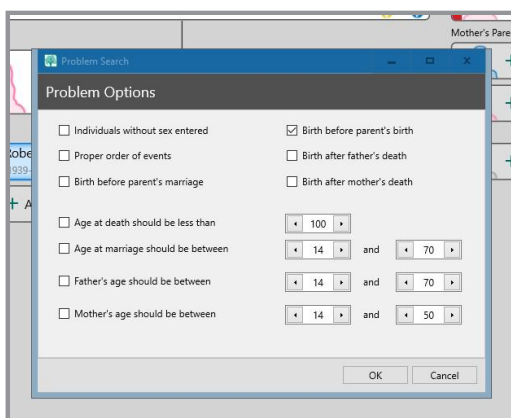 Mother's Pare
Problem Search
Problem Options
Individuals without sex entered
Birth before parent's birth
Proper order of events
Birth after father's death
Birth before parent's marriage
Birth after mother's death
Robe
1939-
+ A
Age at death should be less than 100
Age at marriage should be between 14 and 70
Father's age should be between 14 and 70
Mother's age should be between 14 and 50
OK Cancel